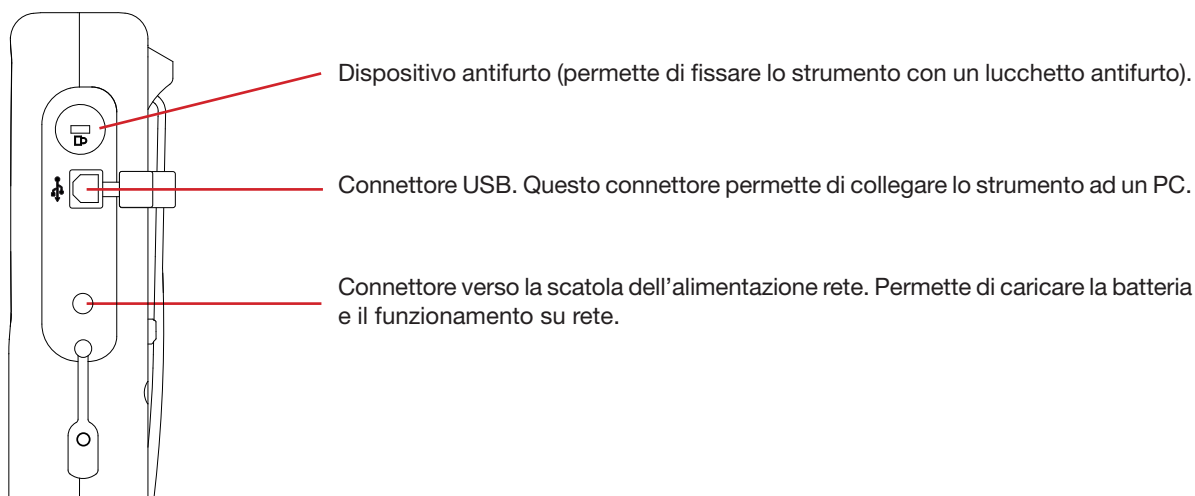 Dispositivo antifurto (permette di fissare lo strumento con un lucchetto antifurto).
Connettore USB. Questo connettore permette di collegare lo strumento ad un PC.
Connettore verso la scatola dell’alimentazione rete. Permette di caricare la batteria
e il funzionamento su rete.